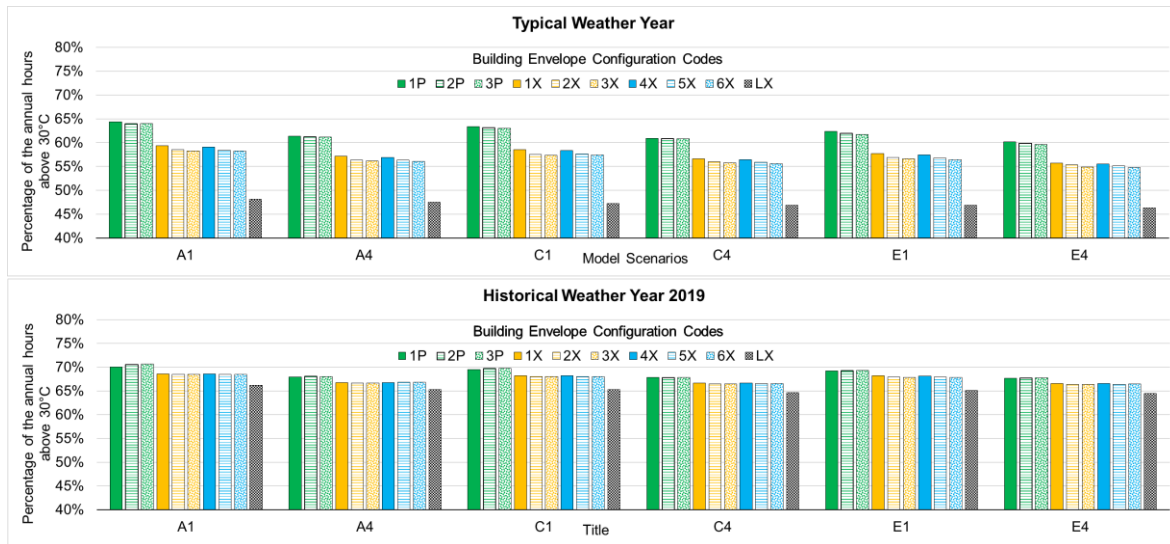 Typical Weather Year
Percentage of the annual hours
above 30°C
80%
75%
70%
65%
60%
55%
50%
45%
40%
Building Envelope Configuration Codes
1P 2P 3P 1X 2X 3X 4X 5X 6X LX
A1 A4 C1 C4 E1 E4
Model Scenarios
Historical Weather Year 2019
Percentage of the annual hours
above 30°C
80%
75%
70%
65%
60%
55%
50%
45%
40%
Building Envelope Configuration Codes
1P 2P 3P 1X 2X 3X 4X 5X 6X LX
A1 A4 C1 C4 E1 E4
Title